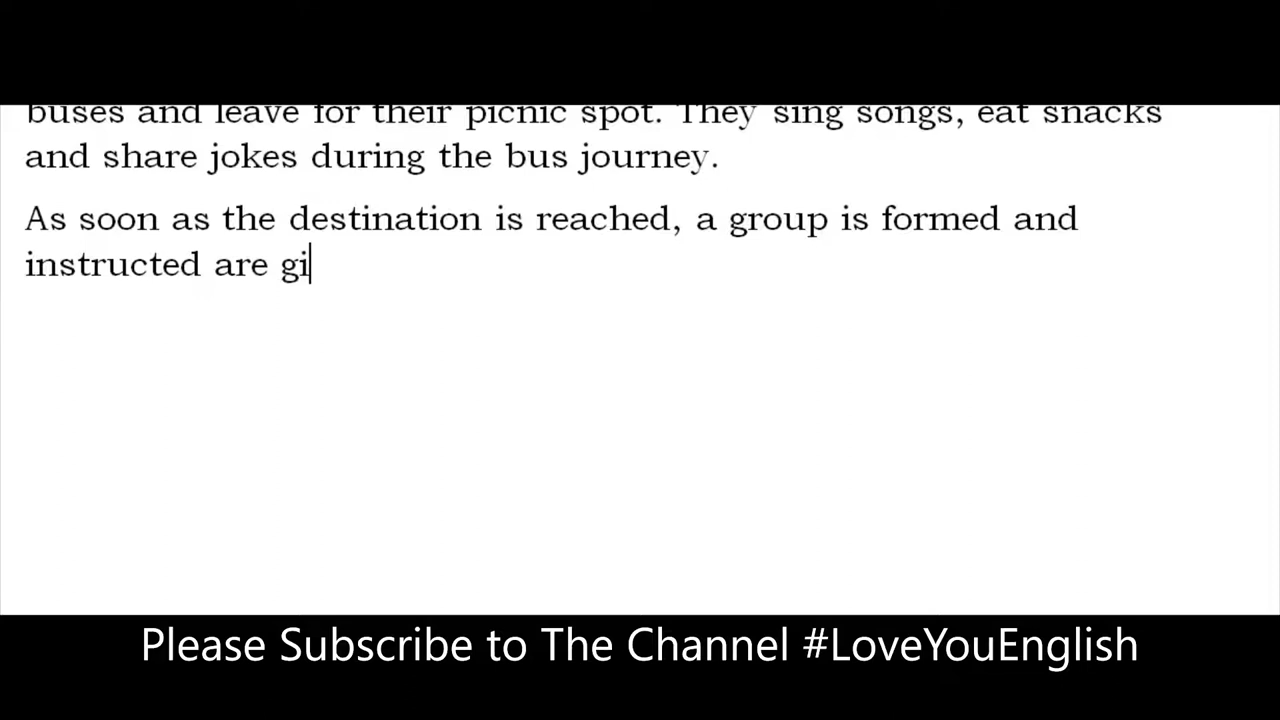 buses and leave for their picnic spot. They sing songs, eat snacks
and share jokes during the bus journey.
As soon as the destination is reached, a group is formed and
instructed are gi
Please Subscribe to The Channel #LoveYouEnglish